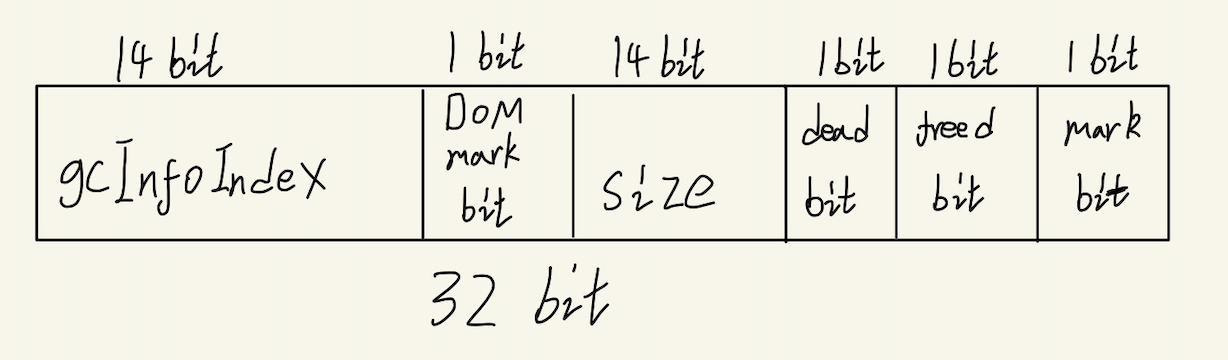 14 bit 1 bit 14 bit 1bit 1bit 1 bit
gcInfoIndex
DOM
mark
bit
size
dead
bit
freed
bit
mark
bit
32 bit